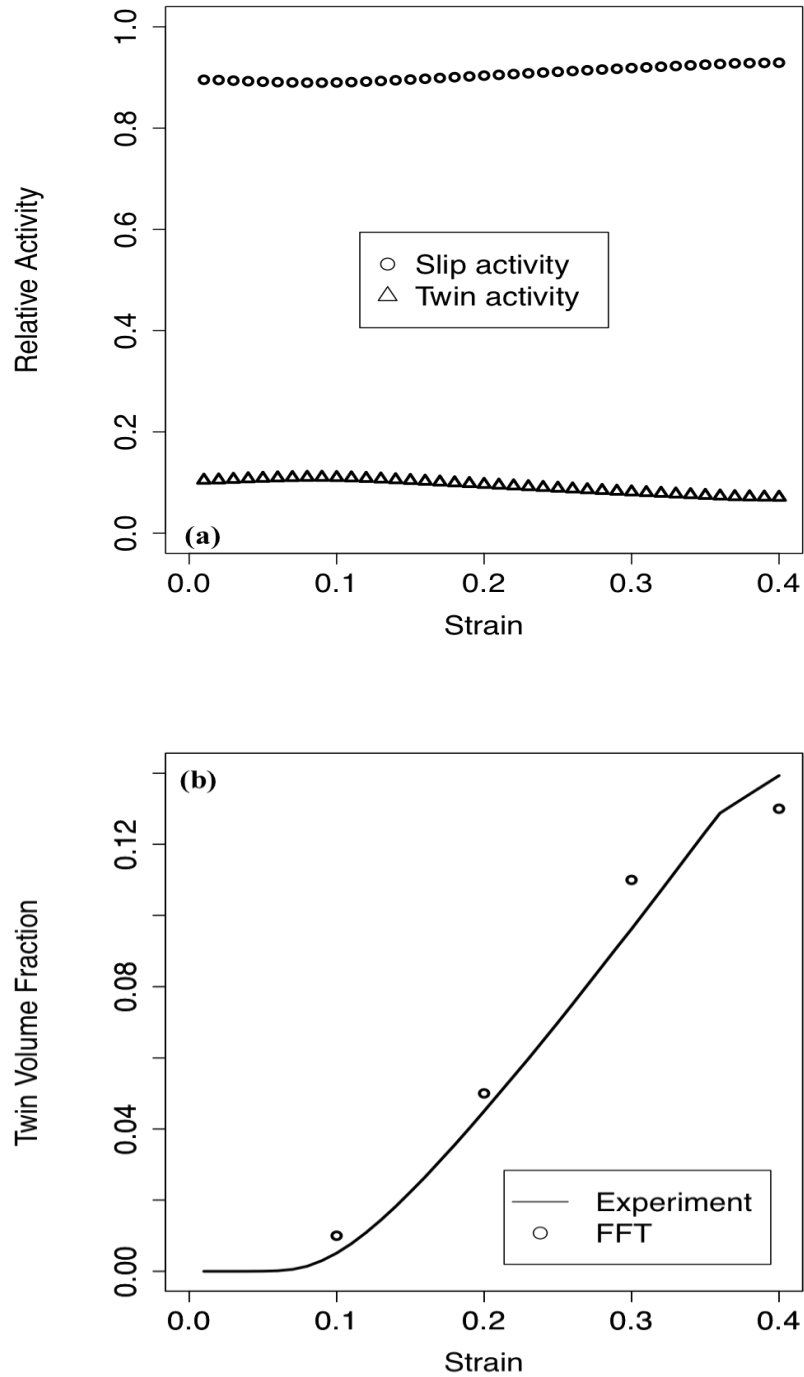 1.0
0.8
0.6
0.4
0.2
0.0
Relative Activity
Slip activity
Twin activity
(a)
0.0 0.1 0.2 0.3 0.4
Strain
(b)
0.12
0.08
0.04
0.00
Twin Volume Fraction
Experiment
FFT
0.0 0.1 0.2 0.3 0.4
Strain